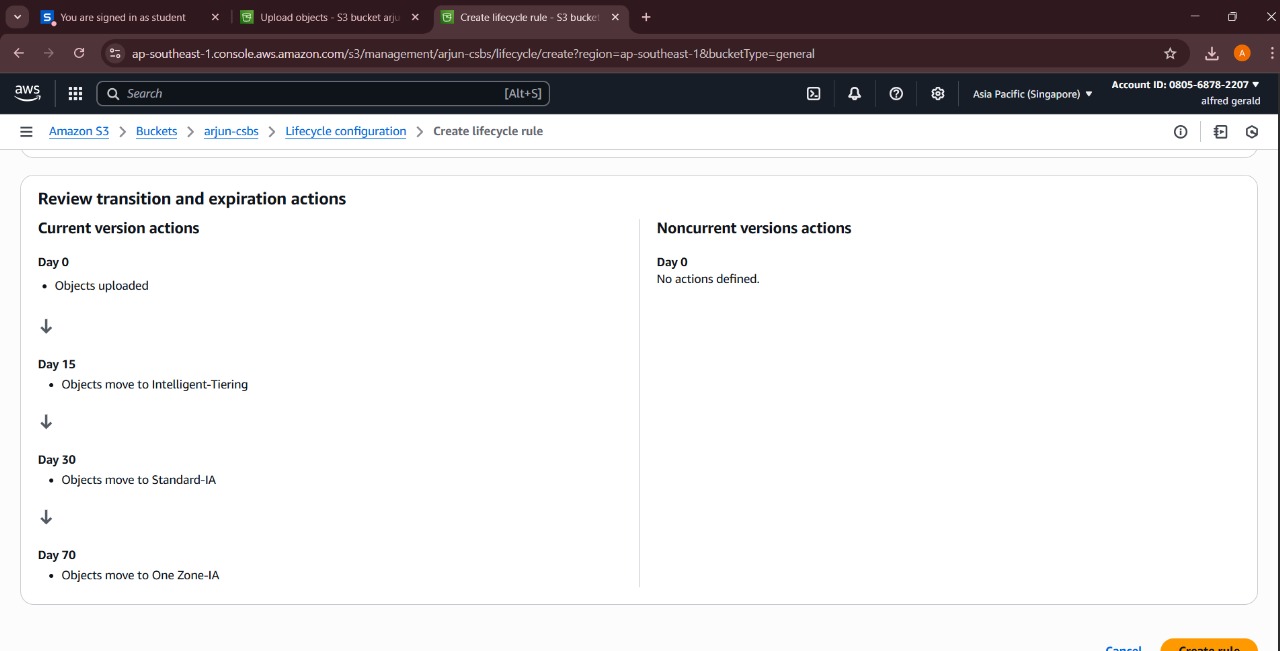 You are signed in as student
Upload objects - S3 bucket arju
Create lifecycle rule - S3 bucket
ap-southeast-1.console.aws.amazon.com/s3/management/arjun-csbs/lifecycle/create?region=ap-southeast-1&bucketType=general
A
aws
Search
[Alt+S]
Asia Pacific (Singapore)
Account ID: 0805-6878-2207
alfred gerald
Amazon S3 > Buckets > arjun-csbs > Lifecycle configuration > Create lifecycle rule
Review transition and expiration actions
Current version actions
Day 0
• Objects uploaded
Day 15
• Objects move to Intelligent-Tiering
Day 30
• Objects move to Standard-IA
Day 70
• Objects move to One Zone-IA
Noncurrent versions actions
Day 0
No actions defined.
Cancel
Create rule